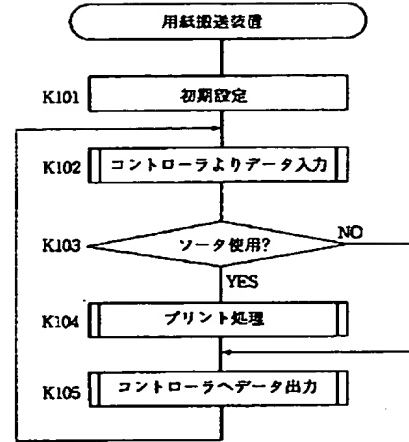 用紙搬送装置
K101 初期設定
K102 コントローラよりデータ入力
K103 ソータ使用? NO
YES
K104 プリント処理
K105 コントローラへデータ出力